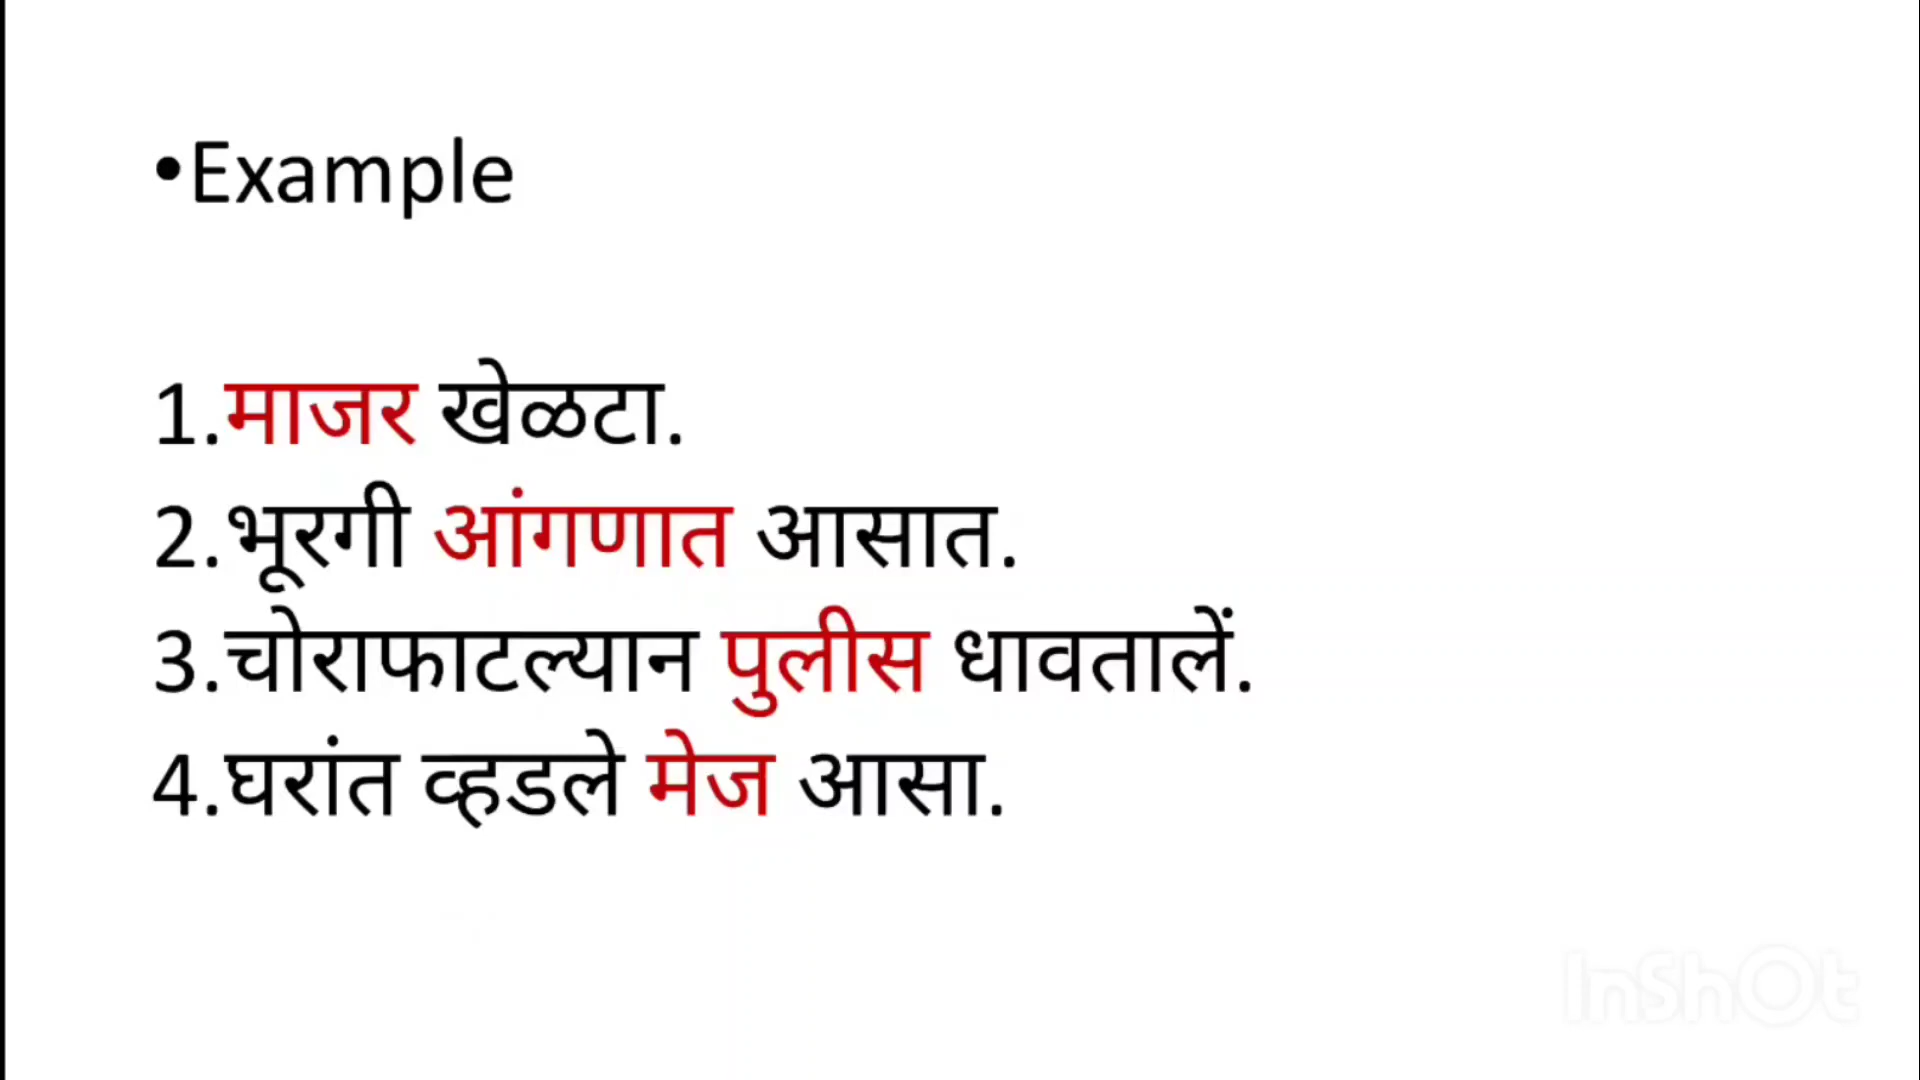 •Example
1.माजर खेळटा.
2.भूरगी आंगणात आसात.
3.चोराफाटल्यान पुलीस धावतालें.
4.घरांत व्हडले मेज आसा.
InShOt